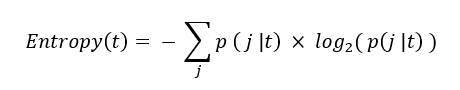 Entropy(t) = − ∑_j p (j |t) × log₂( p(j |t) )